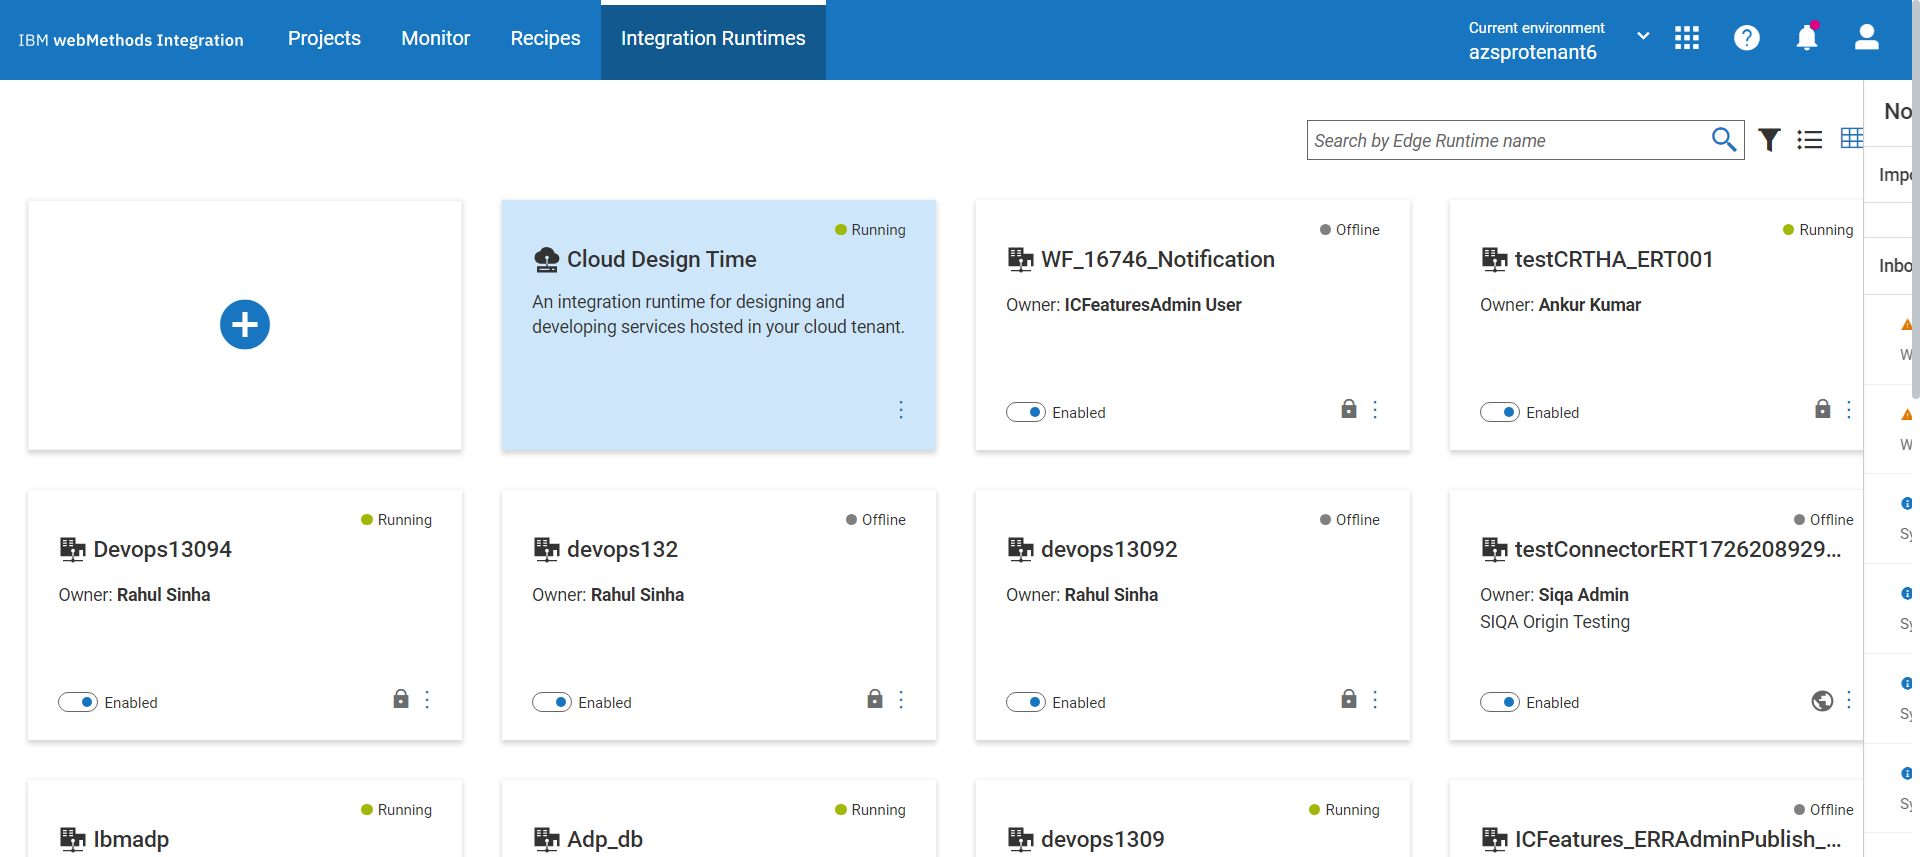 IBM webMethods Integration
Projects
Monitor
Recipes
Integration Runtimes
Current environment
azsprotenant6
No
Search by Edge Runtime name
Impo
Inbo
Running
Cloud Design Time
An integration runtime for designing and
developing services hosted in your cloud tenant.
Offline
WF_16746_Notification
Owner: ICFeaturesAdmin User
Enabled
Running
testCRTHA_ERT001
Owner: Ankur Kumar
Enabled
W
W
Running
Devops13094
Owner: Rahul Sinha
Enabled
Offline
devops132
Owner: Rahul Sinha
Enabled
Offline
devops13092
Owner: Rahul Sinha
Enabled
Offline
testConnectorERT1726208929...
Owner: Siqa Admin
SIQA Origin Testing
Enabled
Sy
Sy
Sy
Sy
Running
Ibmadp
Running
Adp_db
Running
devops1309
Offline
ICFeatures_ERRAdminPublish_...